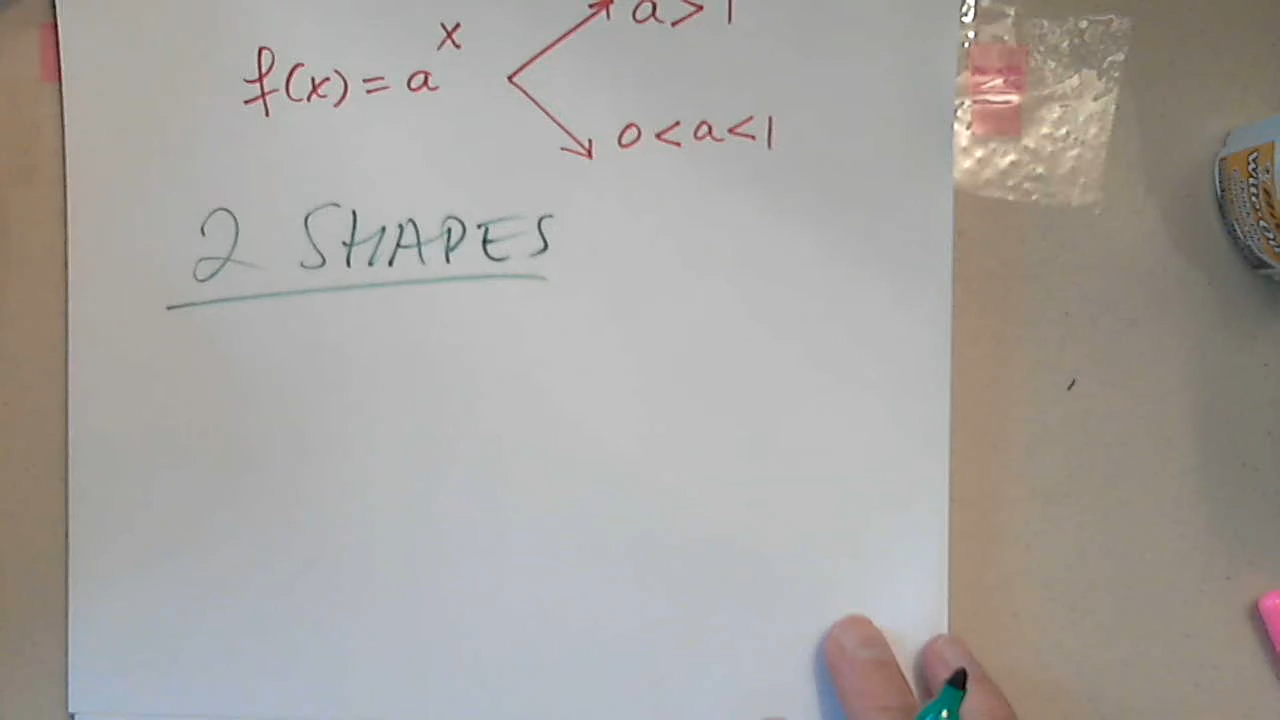 a > 1
f(x) = a^x
0 < a < 1
2 SHAPES